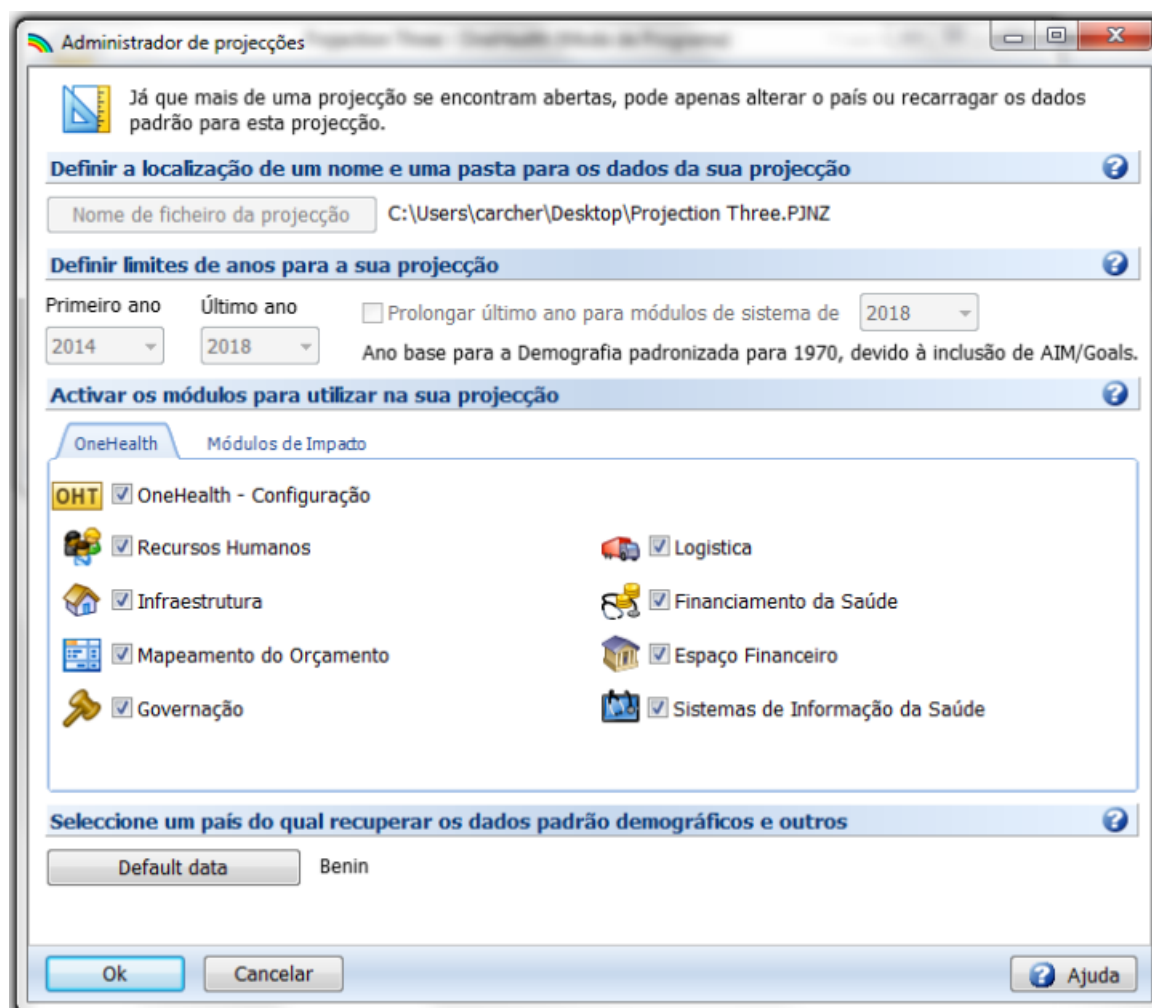 Administrador de projecções
Já que mais de uma projecção se encontram abertas, pode apenas alterar o país ou recarragar os dados
padrão para esta projecção.
Definir a localização de um nome e uma pasta para os dados da sua projecção
Nome de ficheiro da projecção C:\Users\carcher\Desktop\Projection Three.PJNZ
Definir limites de anos para a sua projecção
Primeiro ano Último ano
Prolongar último ano para módulos de sistema de 2018
2014 2018
Ano base para a Demografia padronizada para 1970, devido à inclusão de AIM/Goals.
Activar os módulos para utilizar na sua projecção
OneHealth Módulos de Impacto
OHT OneHealth - Configuração
Recursos Humanos Logistica
Infraestrutura Financiamento da Saúde
Mapeamento do Orçamento Espaço Financeiro
Governação Sistemas de Informação da Saúde
Seleccione um país do qual recuperar os dados padrão demográficos e outros
Default data Benin
Ok Cancelar Ajuda